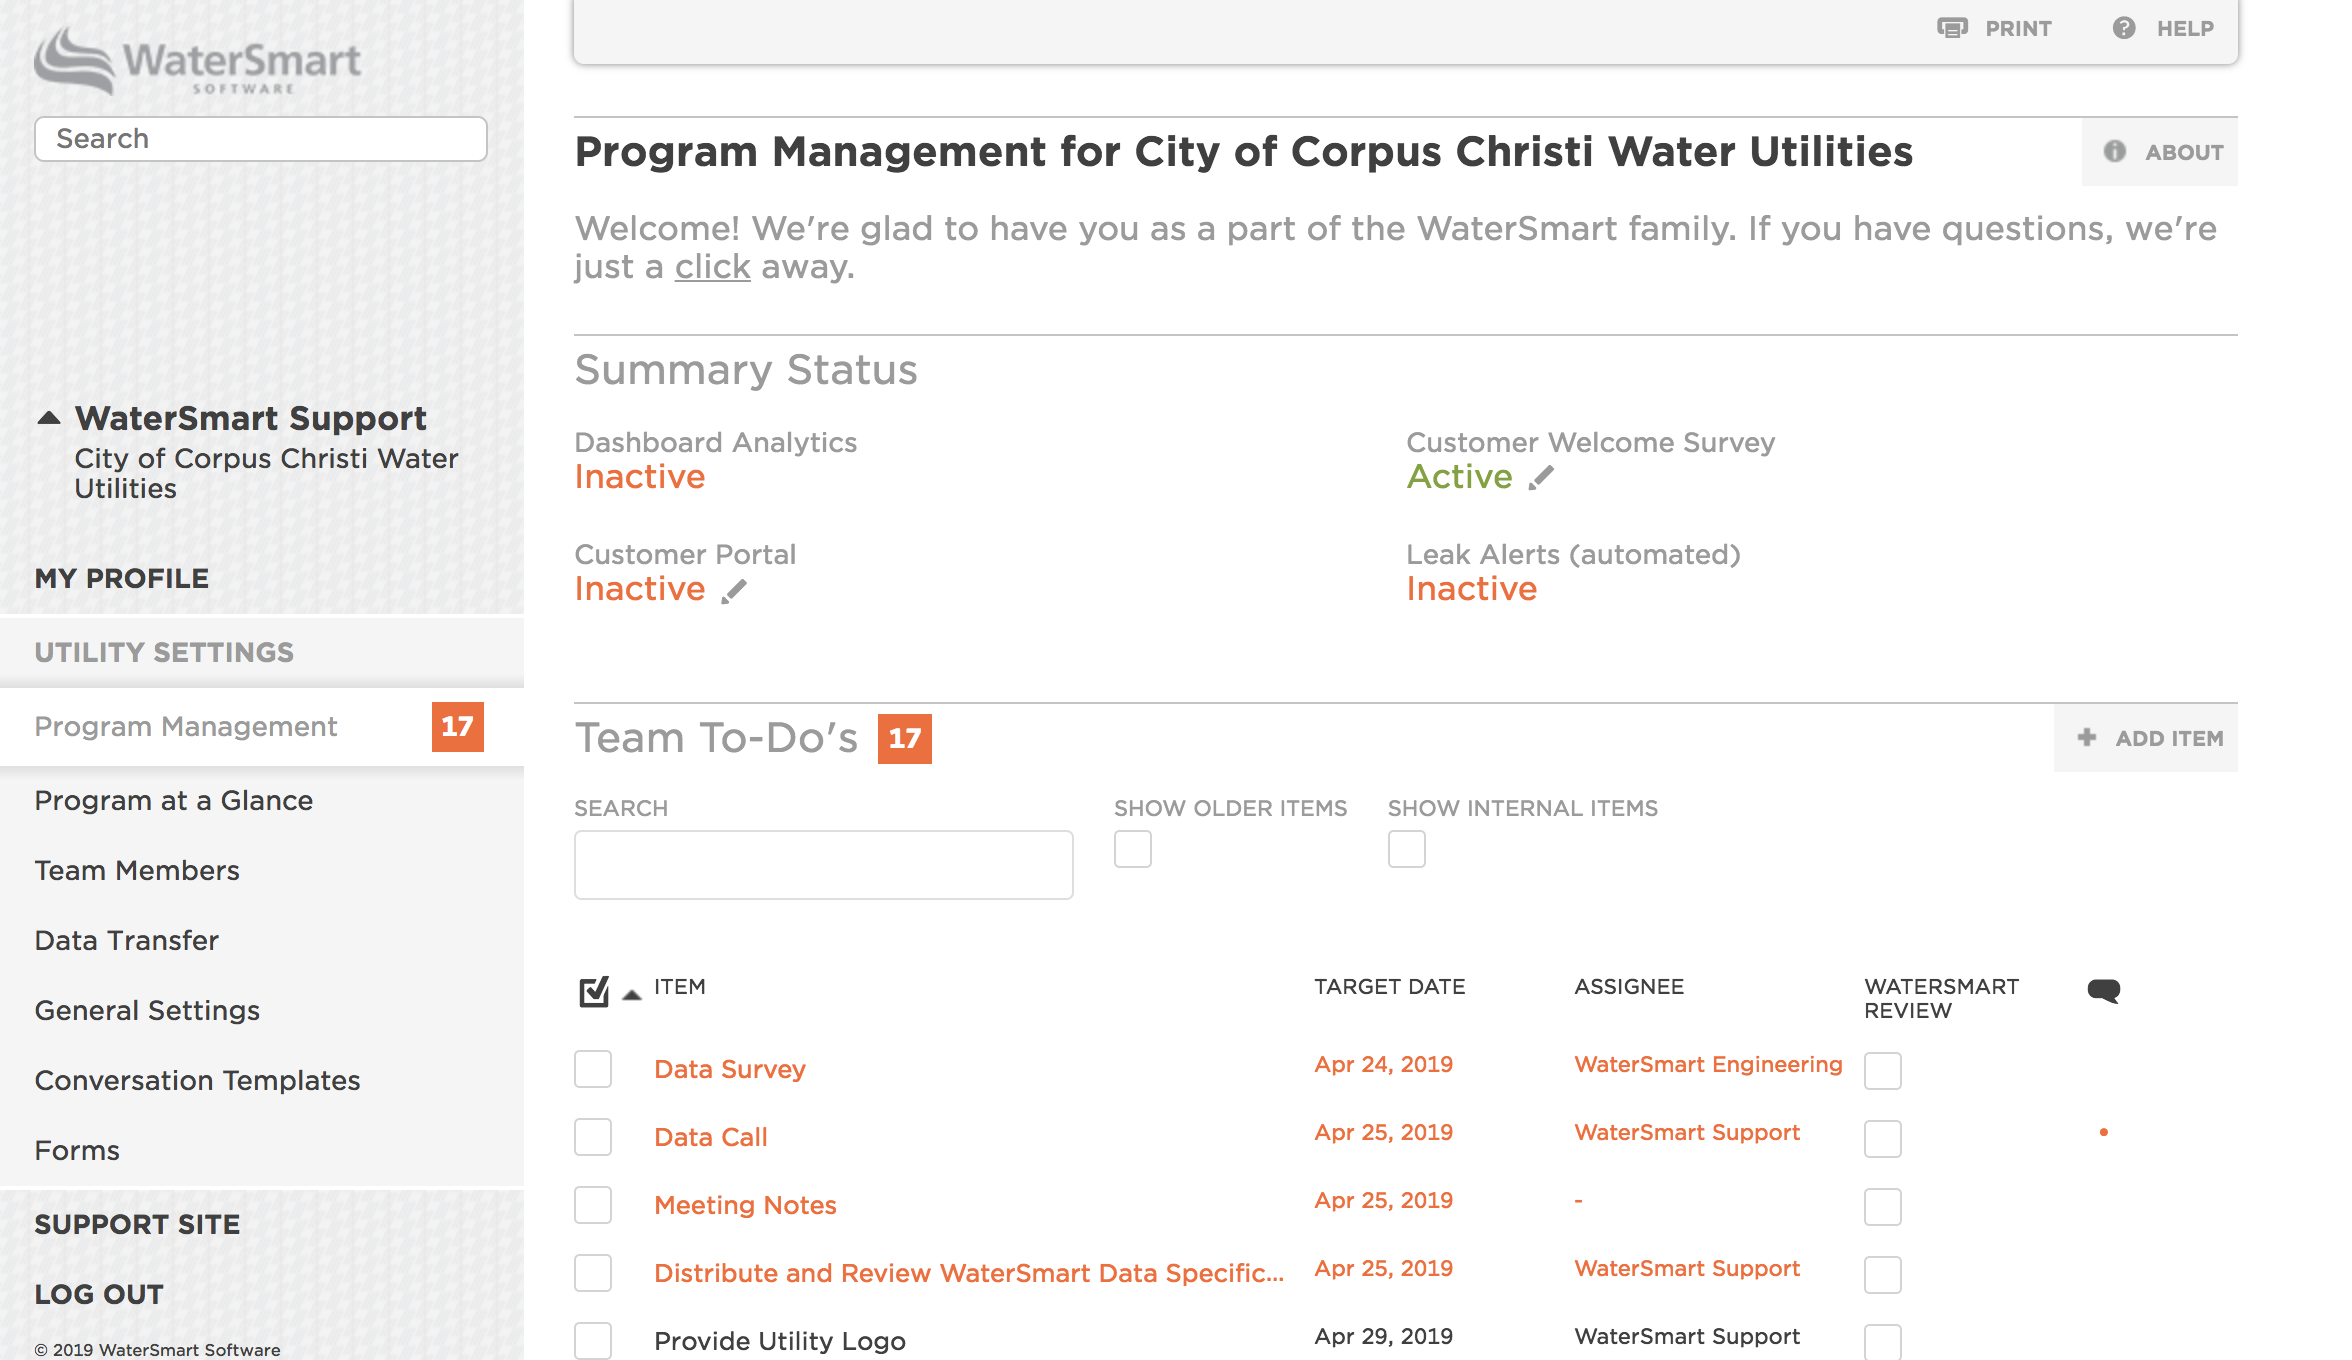 WaterSmart
SOFTWARE
Search
WaterSmart Support
City of Corpus Christi Water
Utilities
MY PROFILE
UTILITY SETTINGS
Program Management 17
Program at a Glance
Team Members
Data Transfer
General Settings
Conversation Templates
Forms
SUPPORT SITE
LOG OUT
© 2019 WaterSmart Software
PRINT HELP
Program Management for City of Corpus Christi Water Utilities
ABOUT
Welcome! We're glad to have you as a part of the WaterSmart family. If you have questions, we're
just a click away.
Summary Status
Dashboard Analytics
Inactive
Customer Welcome Survey
Active
Customer Portal
Inactive
Leak Alerts (automated)
Inactive
Team To-Do's 17
ADD ITEM
SEARCH SHOW OLDER ITEMS SHOW INTERNAL ITEMS
ITEM TARGET DATE ASSIGNEE WATERSMART
REVIEW
Data Survey Apr 24, 2019 WaterSmart Engineering
Data Call Apr 25, 2019 WaterSmart Support
Meeting Notes Apr 25, 2019 -
Distribute and Review WaterSmart Data Specific... Apr 25, 2019 WaterSmart Support
Provide Utility Logo Apr 29, 2019 WaterSmart Support